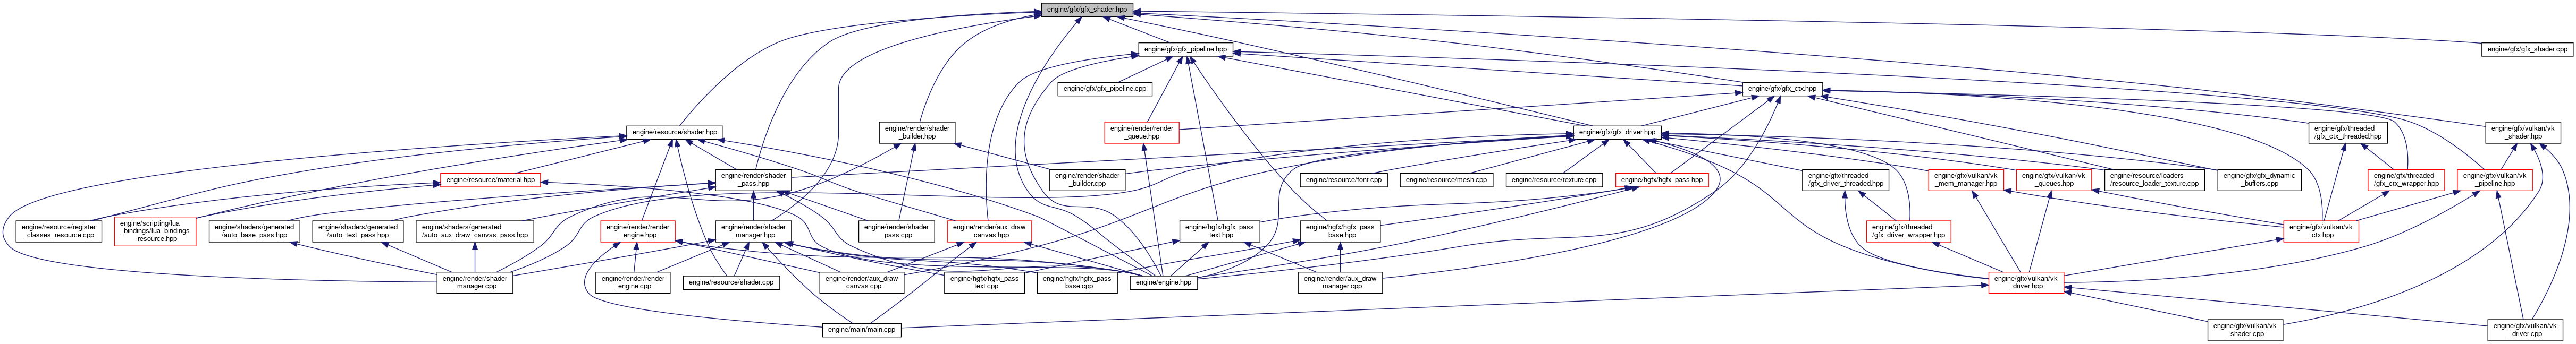 engine/gfx/gfx_shader.hpp
engine/gfx/gfx_pipeline.hpp
engine/gfx/gfx_shader.cpp
engine/gfx/gfx_pipeline.cpp
engine/gfx/gfx_ctx.hpp
engine/resource/shader.hpp
engine/render/shader
_builder.hpp
engine/render/render
_queue.hpp
engine/gfx/gfx_driver.hpp
engine/gfx/threaded
/gfx_ctx_threaded.hpp
engine/gfx/vulkan/vk
_shader.hpp
engine/resource/material.hpp
engine/render/shader
_pass.hpp
engine/render/shader
_builder.cpp
engine/resource/font.cpp
engine/resource/mesh.cpp
engine/resource/texture.cpp
engine/hgfx/hgfx_pass.hpp
engine/gfx/threaded
/gfx_driver_threaded.hpp
engine/gfx/vulkan/vk
_mem_manager.hpp
engine/gfx/vulkan/vk
_queues.hpp
engine/resource/loaders
/resource_loader_texture.cpp
engine/gfx/gfx_dynamic
_buffers.cpp
engine/gfx/threaded
/gfx_ctx_wrapper.hpp
engine/gfx/vulkan/vk
_pipeline.hpp
engine/resource/register
_classes_resource.cpp
engine/scripting/lua
_bindings/lua_bindings
_resource.hpp
engine/shaders/generated
/auto_base_pass.hpp
engine/shaders/generated
/auto_text_pass.hpp
engine/shaders/generated
/auto_aux_draw_canvas_pass.hpp
engine/render/render
_engine.hpp
engine/render/shader
_manager.hpp
engine/render/shader
_pass.cpp
engine/render/aux_draw
_canvas.hpp
engine/hgfx/hgfx_pass
_text.hpp
engine/hgfx/hgfx_pass
_base.hpp
engine/gfx/threaded
/gfx_driver_wrapper.hpp
engine/gfx/vulkan/vk
_ctx.hpp
engine/render/shader
_manager.cpp
engine/render/render
_engine.cpp
engine/resource/shader.cpp
engine/render/aux_draw
_canvas.cpp
engine/hgfx/hgfx_pass
_text.cpp
engine/hgfx/hgfx_pass
_base.cpp
engine/engine.hpp
engine/render/aux_draw
_manager.cpp
engine/gfx/vulkan/vk
_driver.hpp
engine/main/main.cpp
engine/gfx/vulkan/vk
_shader.cpp
engine/gfx/vulkan/vk
_driver.cpp